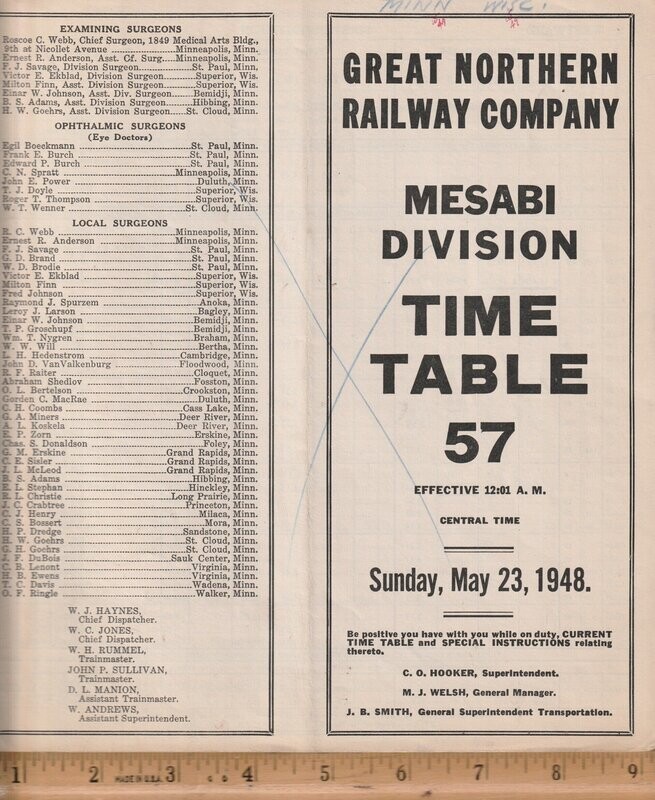 EXAMINING SURGEONS
Roscoe C. Webb, Chief Surgeon, 1849 Medical Arts Bldg.,
9th at Nicollet Avenue Minneapolis, Minn.
Ernest R. Anderson, Asst. Cf. Surg. Minneapolis, Minn.
F. J. Savage, Division Surgeon St. Paul, Minn.
Victor E. Ekblad, Division Surgeon Superior, Wis.
Milton Finn, Asst. Division Surgeon Superior, Wis.
Einar W. Johnson, Asst. Div. Surgeon Bemidji, Minn.
B. S. Adams, Asst. Division Surgeon Hibbing, Minn.
H. W. Goehrs, Asst. Division Surgeon St. Cloud, Minn.
OPHTHALMIC SURGEONS
(Eye Doctors)
Egil Boeckmann St. Paul, Minn.
Frank E. Burch St. Paul, Minn.
Edward P. Burch St. Paul, Minn.
C. N. Spratt Minneapolis, Minn.
John E. Power Duluth, Minn.
T. J. Doyle Superior, Wis.
Roger T. Thompson Superior, Wis.
W. T. Wenner St. Cloud, Minn.
LOCAL SURGEONS
R. C. Webb Minneapolis, Minn.
Ernest R. Anderson Minneapolis, Minn.
F. J. Savage St. Paul, Minn.
G. D. Brand St. Paul, Minn.
W. D. Brodie St. Paul, Minn.
Victor E. Ekblad Superior, Wis.
Milton Finn Superior, Wis.
Fred Johnson Superior, Wis.
Raymond J. Spurzem Anoka, Minn.
Leroy J. Larson Bagley, Minn.
Einar W. Johnson Bemidji, Minn.
T. P. Groschupf Bemidji, Minn.
Wm. T. Nygren Braham, Minn.
W. W. Will Bertha, Minn.
L. H. Hedenstrom Cambridge, Minn.
John D. VanValkenburg Floodwood, Minn.
R. F. Raiter Cloquet, Minn.
Abraham Shedlov Fosston, Minn.
O. L. Bertelson Crookston, Minn.
Gorden C. MacRae Duluth, Minn.
C. H. Coombs Cass Lake, Minn.
G. A. Miners Deer River, Minn.
A. L. Koskela Deer River, Minn.
E. P. Zorn Erskine, Minn.
Chas. S. Donaldson Foley, Minn.
G. M. Erskine Grand Rapids, Minn.
C. E. Sisler Grand Rapids, Minn.
J. L. McLeod Grand Rapids, Minn.
B. S. Adams Hibbing, Minn.
E. L. Stephan Hinckley, Minn.
R. L. Christie Long Prairie, Minn.
J. C. Crabtree Princeton, Minn.
C. J. Henry Milaca, Minn.
C. S. Bossert Mora, Minn.
H. P. Dredge Sandstone, Minn.
H. W. Goehrs St. Cloud, Minn.
G. H. Goehrs St. Cloud, Minn.
J. F. DuBois Sauk Center, Minn.
C. B. Lenont Virginia, Minn.
H. B. Ewens Virginia, Minn.
T. C. Davis Wadena, Minn.
O. F. Ringle Walker, Minn.
W. J. HAYNES,
Chief Dispatcher.
W. C. JONES,
Chief Dispatcher.
W. H. RUMMEL,
Trainmaster.
JOHN P. SULLIVAN,
Trainmaster.
D. L. MANION,
Assistant Trainmaster.
W. ANDREWS,
Assistant Superintendent.
MINN WISC.
GREAT NORTHERN
RAILWAY COMPANY
MESABI
DIVISION
TIME
TABLE
57
EFFECTIVE 12:01 A. M.
CENTRAL TIME
Sunday, May 23, 1948.
Be positive you have with you while on duty, CURRENT
TIME TABLE and SPECIAL INSTRUCTIONS relating
thereto.
C. O. HOOKER, Superintendent.
M. J. WELSH, General Manager.
J. B. SMITH, General Superintendent Transportation.
1 2 MADE IN U.S.A. 3 4 5 6 7 8 9